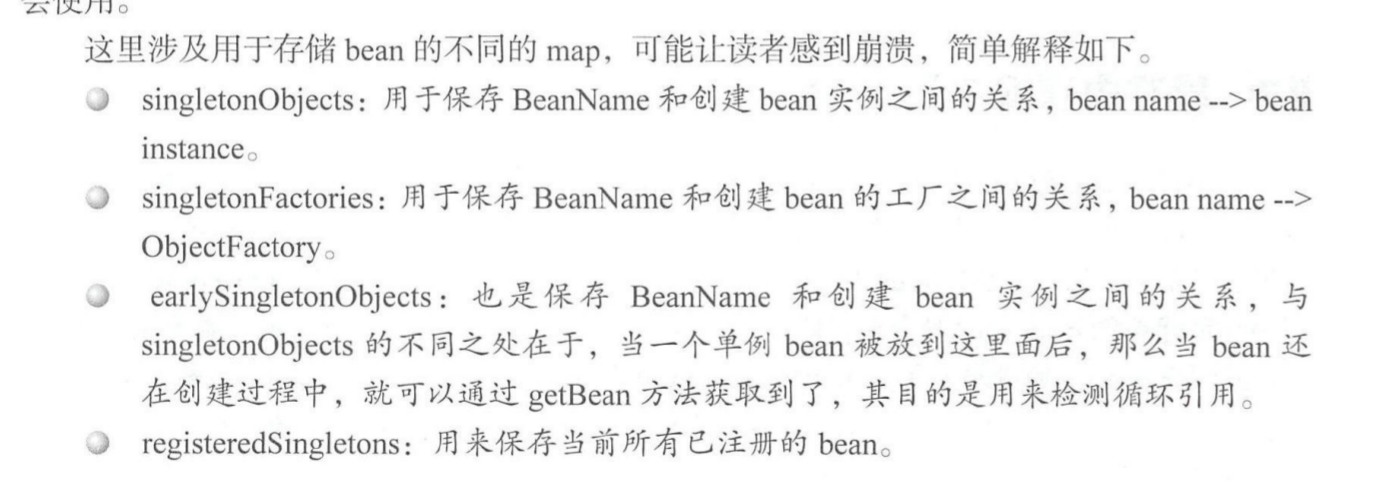 会使用。
这里涉及用于存储 bean 的不同的 map，可能让读者感到崩溃，简单解释如下。
singletonObjects：用于保存 BeanName 和创建 bean 实例之间的关系，bean name --> bean
instance。
singletonFactories：用于保存 BeanName 和创建 bean 的工厂之间的关系，bean name -->
ObjectFactory。
earlySingletonObjects：也是保存 BeanName 和创建 bean 实例之间的关系，与
singletonObjects 的不同之处在于，当一个单例 bean 被放到这里面后，那么当 bean 还
在创建过程中，就可以通过 getBean 方法获取到了，其目的是用来检测循环引用。
registeredSingletons：用来保存当前所有已注册的 bean。